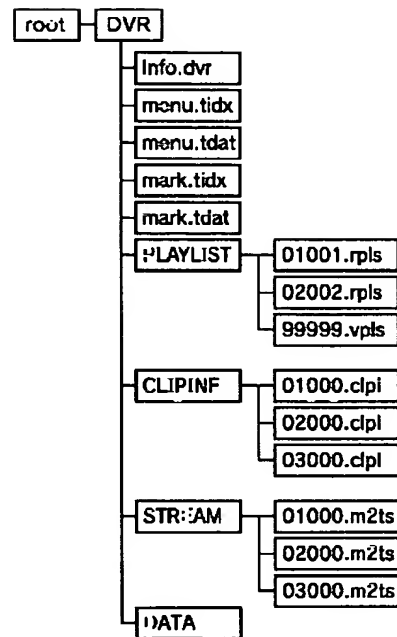 root DVR
Info.dvr
menu.tidx
menu.tdat
mark.tidx
mark.tdat
PLAYLIST 01001.rpls
02002.rpls
99999.vpls
CLIPINF 01000.clpi
02000.clpi
03000.clpi
STREAM 01000.m2ts
02000.m2ts
03000.m2ts
DATA